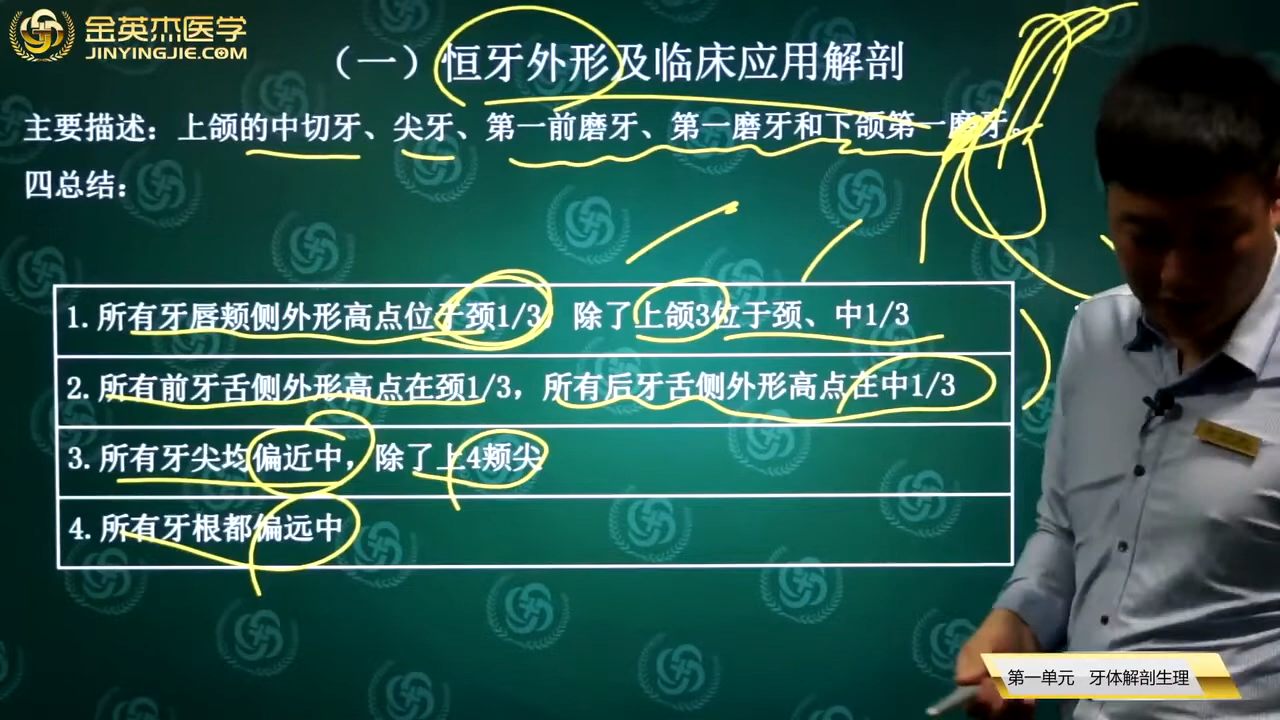 金英杰医学
JINYINGJIE.COM
（一）恒牙外形及临床应用解剖
主要描述：上颌的中切牙、尖牙、第一前磨牙、第一磨牙和下颌第一磨牙。
四总结：
1.所有牙唇颊侧外形高点位于颈1/3，除了上颌3位于颈、中1/3
2.所有前牙舌侧外形高点在颈1/3，所有后牙舌侧外形高点在中1/3
3.所有牙尖均偏近中，除了上4颊尖
4.所有牙根都偏远中
第一单元 牙体解剖生理